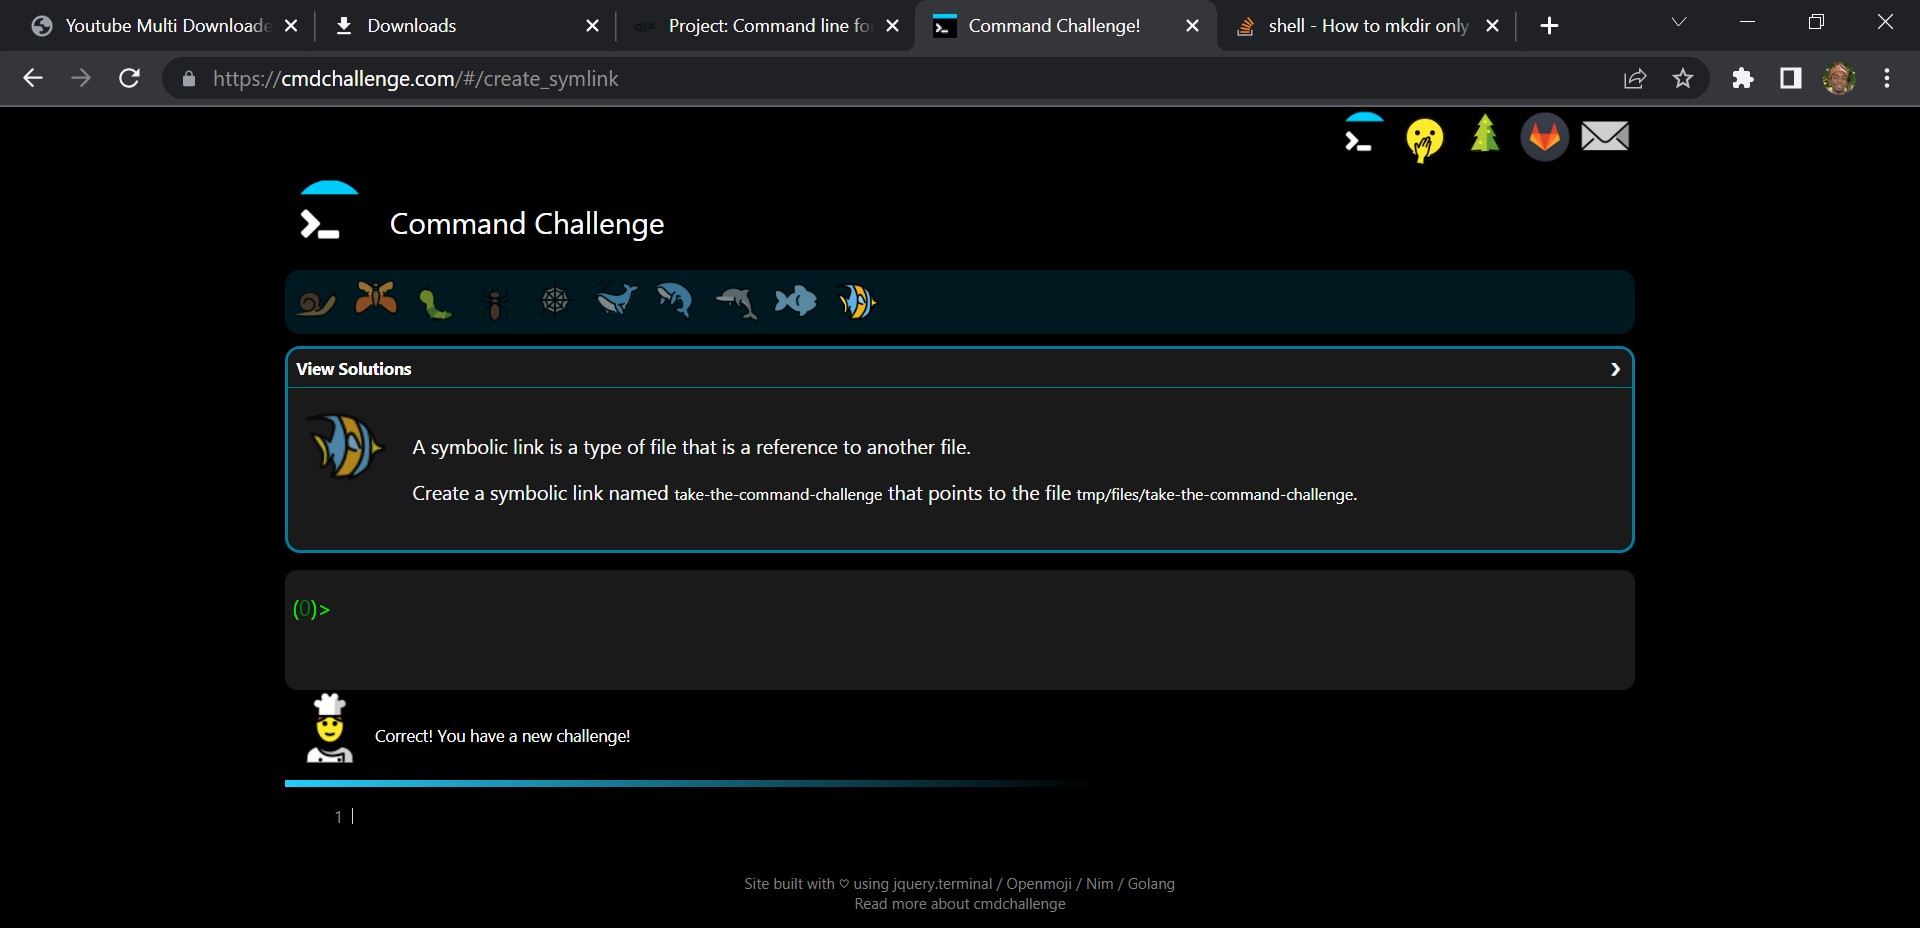 Youtube Multi Downloade
Downloads
Project: Command line fo
Command Challenge!
shell - How to mkdir only
https://cmdchallenge.com/#/create_symlink
Command Challenge
View Solutions
A symbolic link is a type of file that is a reference to another file.
Create a symbolic link named take-the-command-challenge that points to the file tmp/files/take-the-command-challenge.
(0)>
Correct! You have a new challenge!
1
Site built with ♡ using jquery.terminal / Openmoji / Nim / Golang
Read more about cmdchallenge